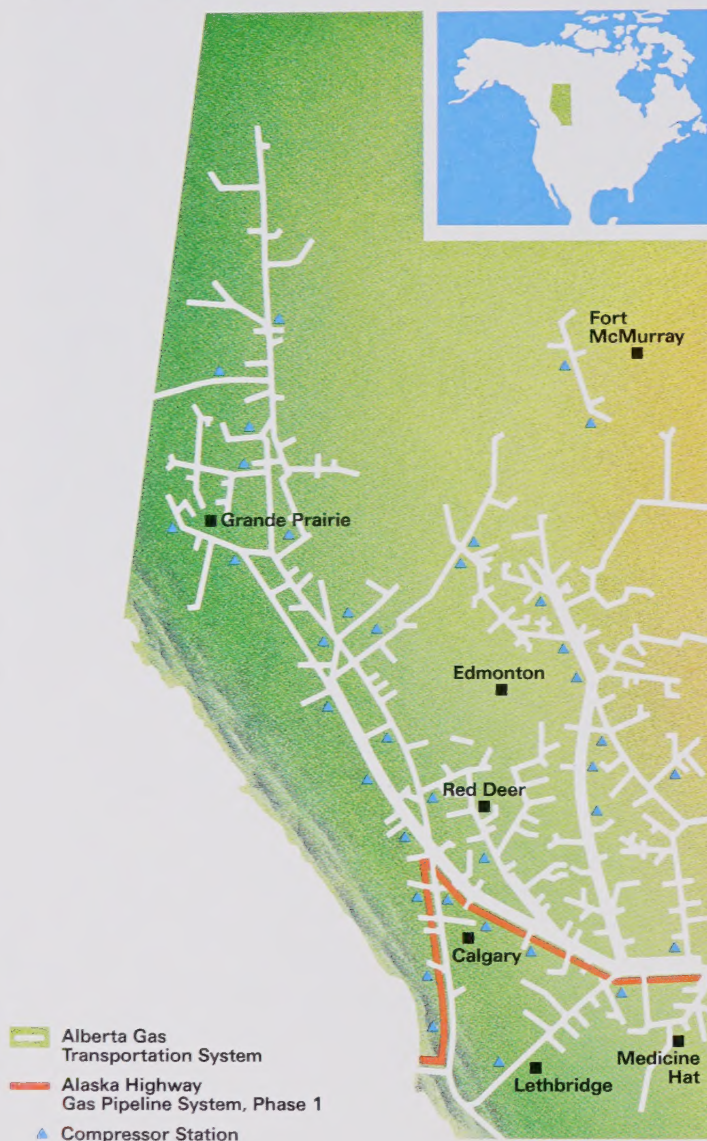 Fort
McMurray
Grande Prairie
Edmonton
Red Deer
Calgary
Medicine
Hat
Lethbridge
Alberta Gas
Transportation System
Alaska Highway
Gas Pipeline System, Phase 1
Compressor Station